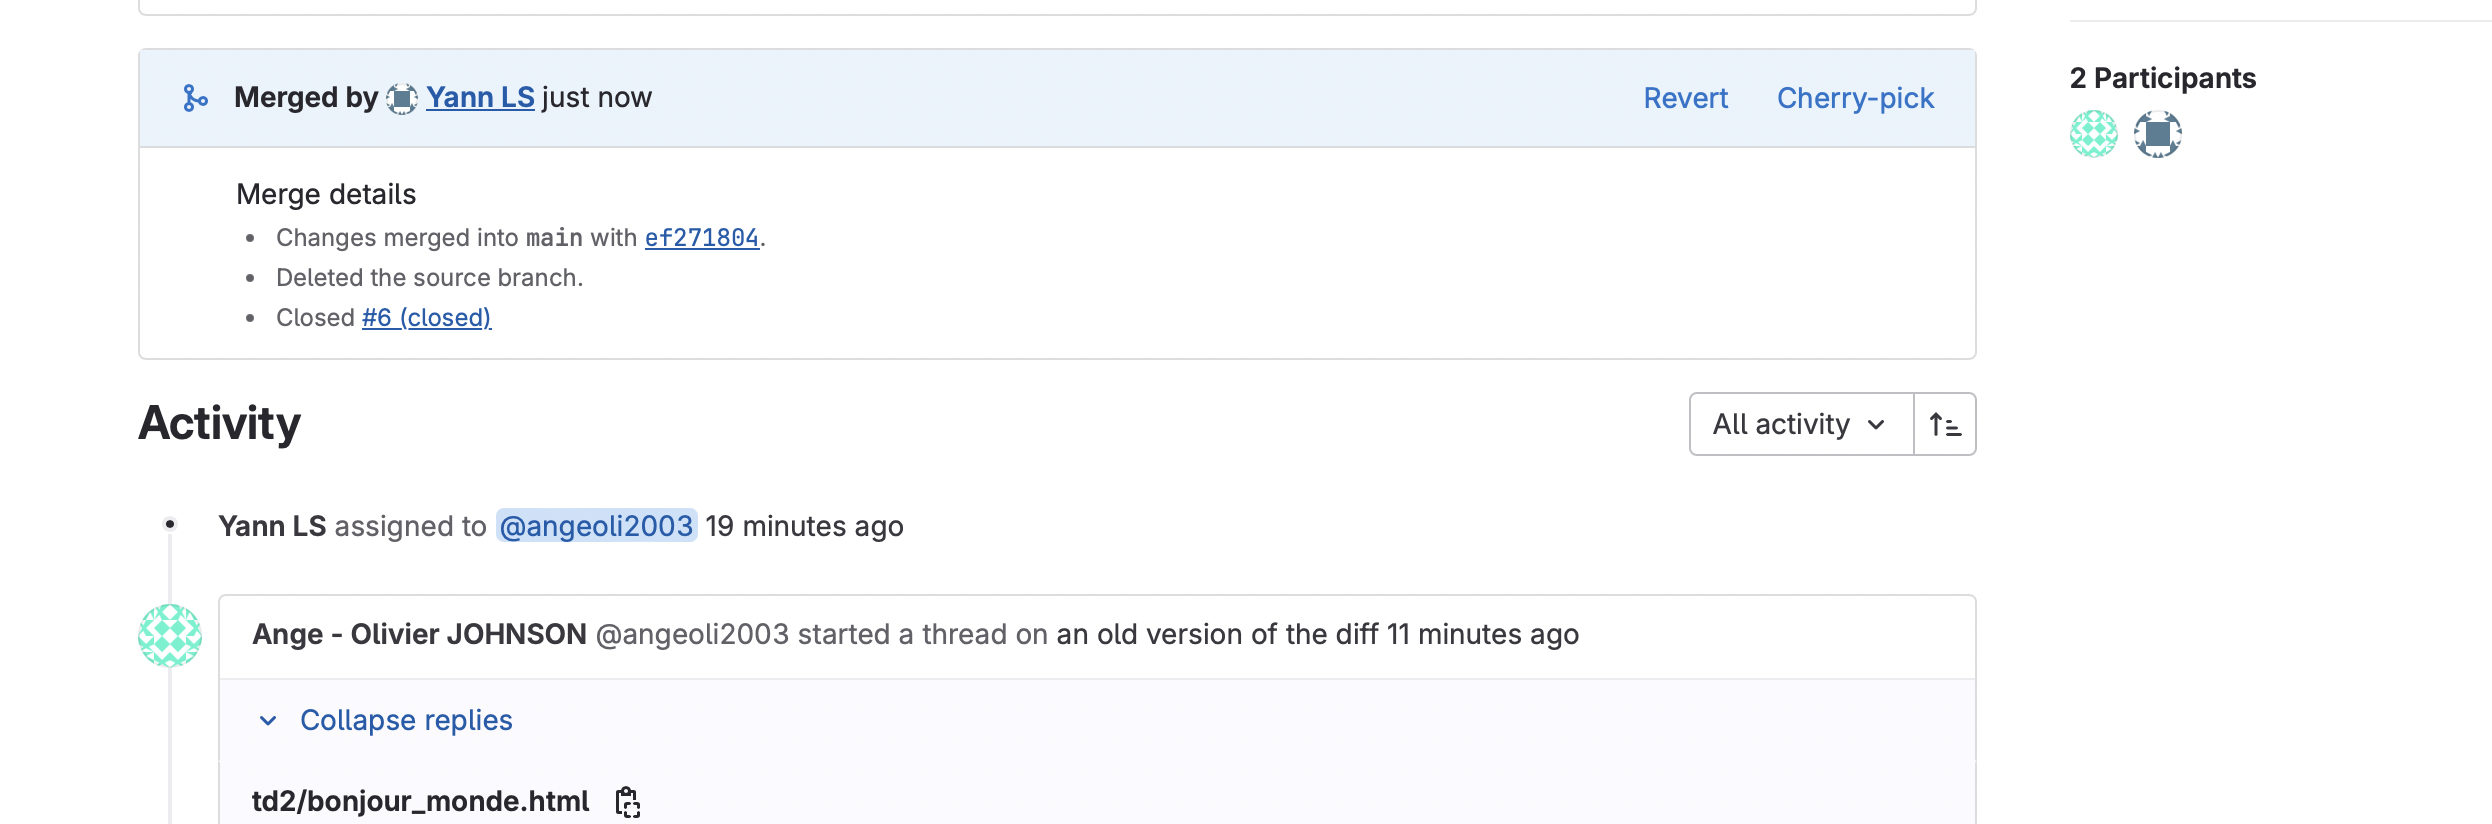 Merged by Yann LS just now
Revert
Cherry-pick
Merge details
• Changes merged into main with ef271804.
• Deleted the source branch.
• Closed #6 (closed)
2 Participants
Activity
All activity
Yann LS assigned to @angeoli2003 19 minutes ago
Ange - Olivier JOHNSON @angeoli2003 started a thread on an old version of the diff 11 minutes ago
Collapse replies
td2/bonjour_monde.html